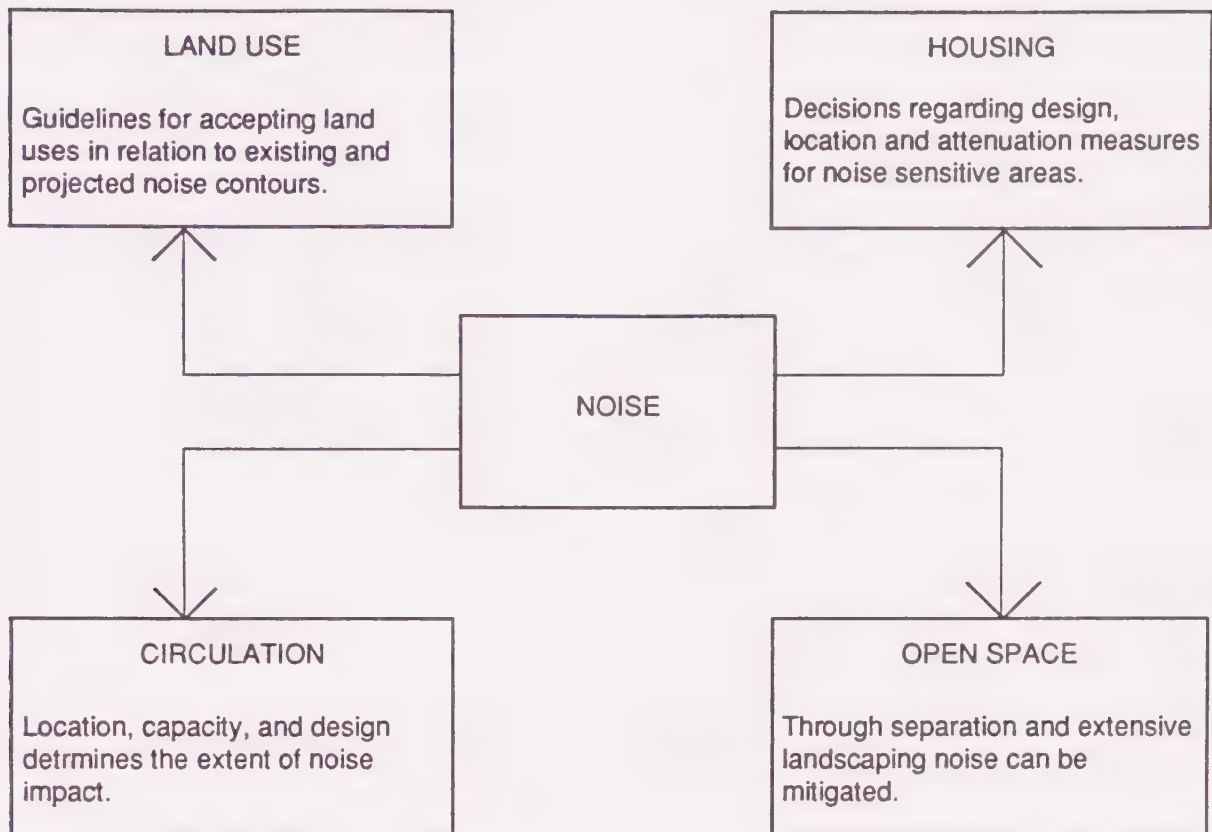 LAND USE
Guidelines for accepting land
uses in relation to existing and
projected noise contours.
HOUSING
Decisions regarding design,
location and attenuation measures
for noise sensitive areas.
NOISE
CIRCULATION
Location, capacity, and design
detrmines the extent of noise
impact.
OPEN SPACE
Through separation and extensive
landscaping noise can be
mitigated.